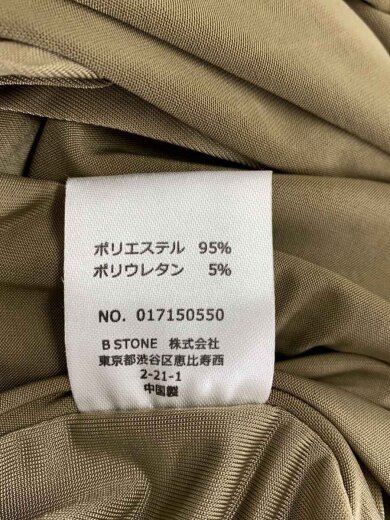 ポリエステル 95%
ポリウレタン 5%
NO. 017150550
B STONE 株式会社
東京都渋谷区恵比寿西
2-21-1
中国製